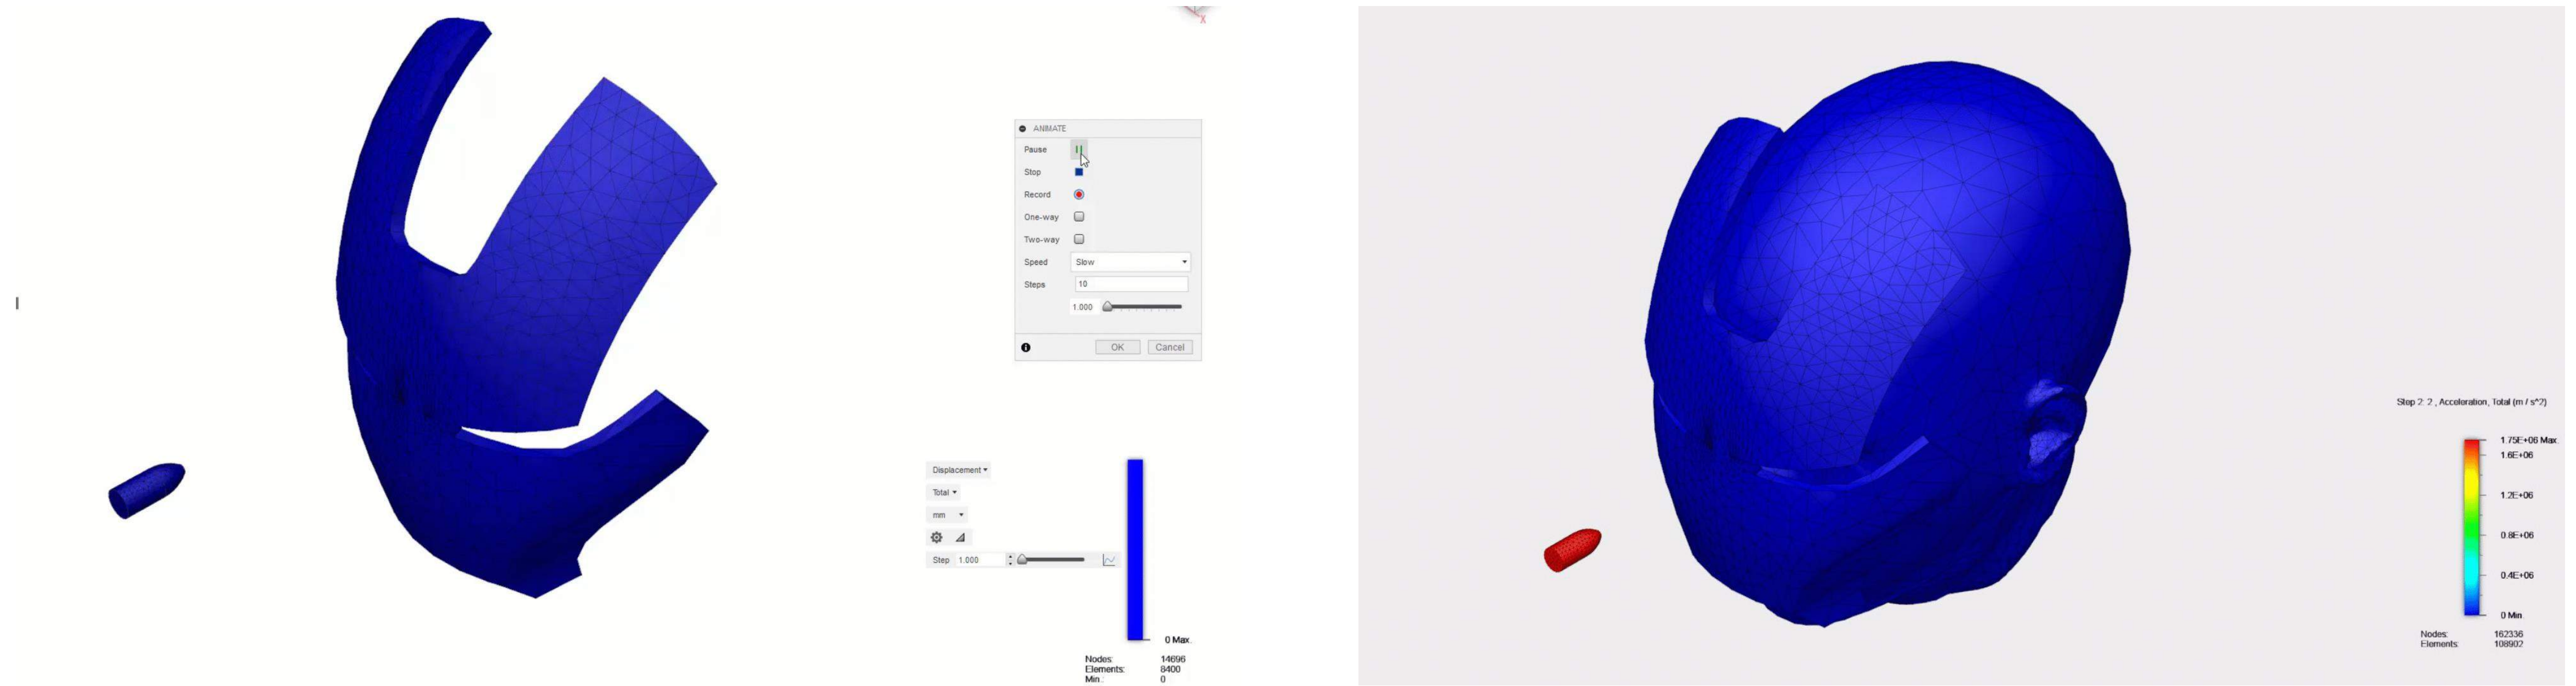 X
ANIMATE
Pause
Stop
Record
One-way
Two-way
Speed Slow
Steps 10
1.000
OK Cancel
Displacement
Total
mm
Step 1.000
0 Max.
Nodes: 14696
Elements: 8400
Min.: 0
Step 2: 2 , Acceleration, Total (m / s^2)
1.75E+06 Max.
1.6E+06
1.2E+06
0.8E+06
0.4E+06
0 Min.
Nodes: 162336
Elements: 108902